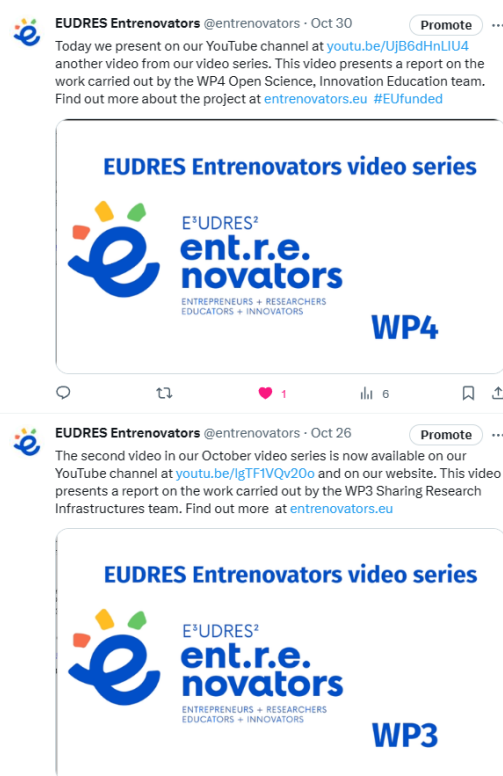 EUDRES Entrenovators @entrenovators · Oct 30
Promote
Today we present on our YouTube channel at youtu.be/UjB6dHnLIU4
another video from our video series. This video presents a report on the
work carried out by the WP4 Open Science, Innovation Education team.
Find out more about the project at entrenovators.eu #EUfunded
EUDRES Entrenovators video series
E³UDRES²
ent.r.e.
novators
ENTREPRENEURS + RESEARCHERS
EDUCATORS + INNOVATORS
WP4
1
6
EUDRES Entrenovators @entrenovators · Oct 26
Promote
The second video in our October video series is now available on our
YouTube channel at youtu.be/lgTF1VQv20o and on our website. This video
presents a report on the work carried out by the WP3 Sharing Research
Infrastructures team. Find out more at entrenovators.eu
EUDRES Entrenovators video series
E³UDRES²
ent.r.e.
novators
ENTREPRENEURS + RESEARCHERS
EDUCATORS + INNOVATORS
WP3